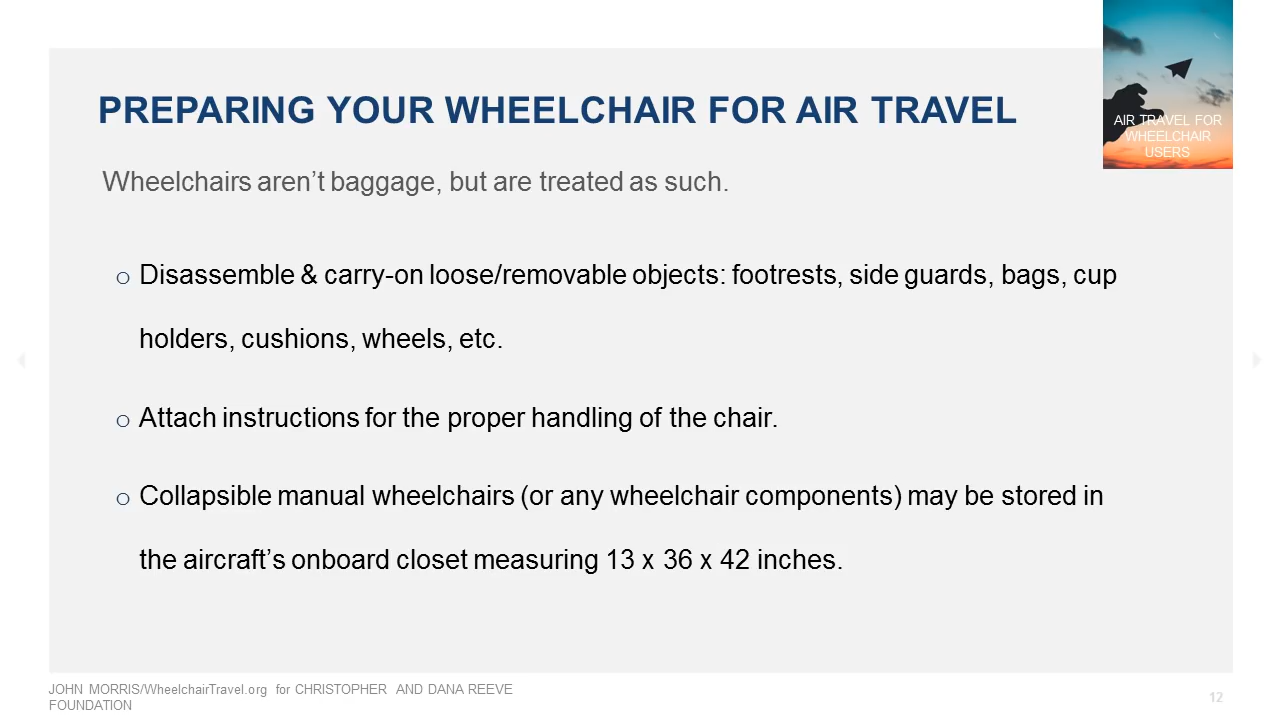 AIR TRAVEL FOR
WHEELCHAIR
USERS
PREPARING YOUR WHEELCHAIR FOR AIR TRAVEL
Wheelchairs aren’t baggage, but are treated as such.
o Disassemble & carry-on loose/removable objects: footrests, side guards, bags, cup
holders, cushions, wheels, etc.
o Attach instructions for the proper handling of the chair.
o Collapsible manual wheelchairs (or any wheelchair components) may be stored in
the aircraft’s onboard closet measuring 13 x 36 x 42 inches.
JOHN MORRIS/WheelchairTravel.org for CHRISTOPHER AND DANA REEVE
FOUNDATION
12